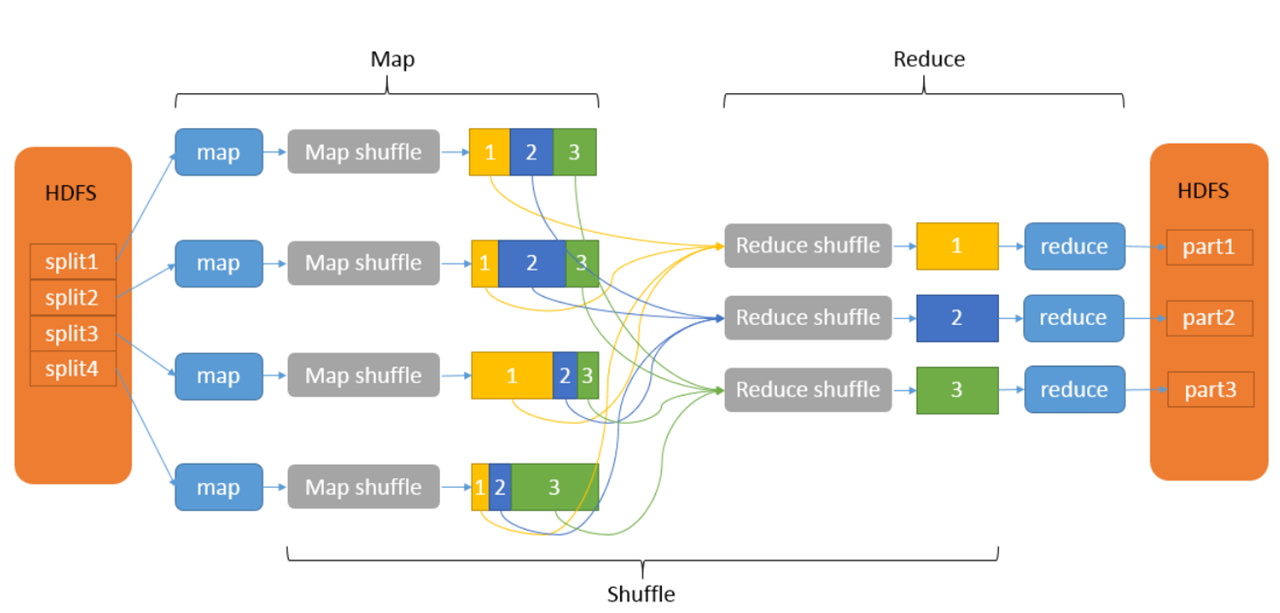 Map
Reduce
HDFS
split1
split2
split3
split4
map
Map shuffle
1 2 3
map
Map shuffle
1 2 3
map
Map shuffle
1 2 3
map
Map shuffle
1 2 3
Reduce shuffle
1
reduce
Reduce shuffle
2
reduce
Reduce shuffle
3
reduce
HDFS
part1
part2
part3
Shuffle